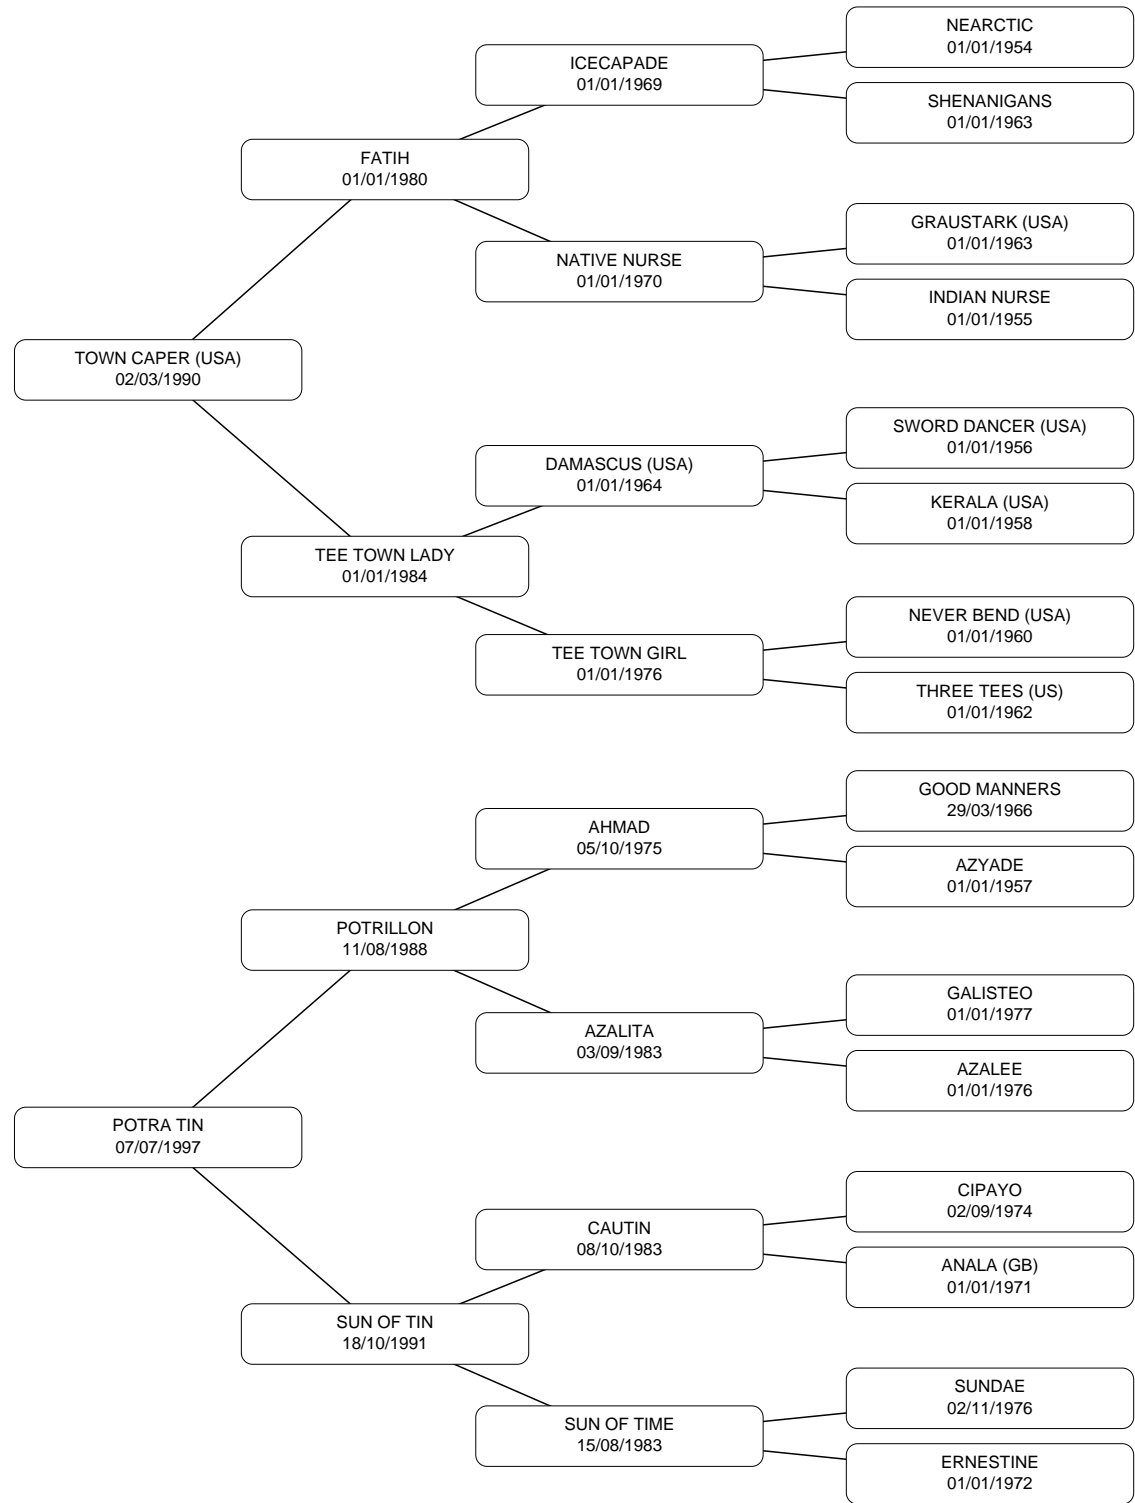 NEARCTIC
01/01/1954
ICECAPADE
01/01/1969
SHENANIGANS
01/01/1963
FATIH
01/01/1980
GRAUSTARK (USA)
01/01/1963
NATIVE NURSE
01/01/1970
INDIAN NURSE
01/01/1955
TOWN CAPER (USA)
02/03/1990
SWORD DANCER (USA)
01/01/1956
DAMASCUS (USA)
01/01/1964
KERALA (USA)
01/01/1958
TEE TOWN LADY
01/01/1984
NEVER BEND (USA)
01/01/1960
TEE TOWN GIRL
01/01/1976
THREE TEES (US)
01/01/1962
GOOD MANNERS
29/03/1966
AHMAD
05/10/1975
AZYADE
01/01/1957
POTRILLON
11/08/1988
GALISTEO
01/01/1977
AZALITA
03/09/1983
AZALEE
01/01/1976
POTRA TIN
07/07/1997
CIPAYO
02/09/1974
CAUTIN
08/10/1983
ANALA (GB)
01/01/1971
SUN OF TIN
18/10/1991
SUNDAE
02/11/1976
SUN OF TIME
15/08/1983
ERNESTINE
01/01/1972